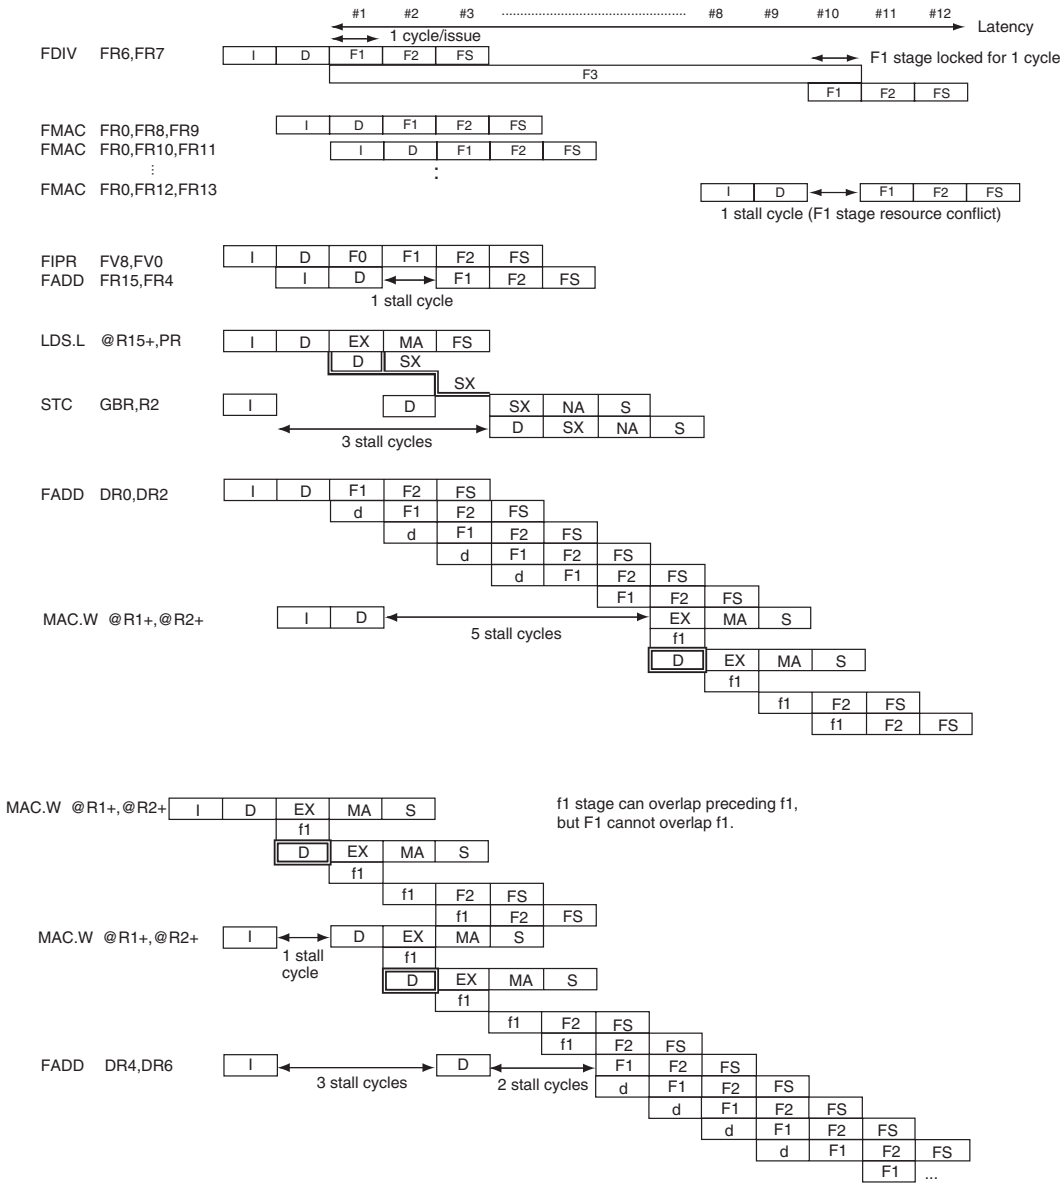 #1 #2 #3 #8 #9 #10 #11 #12
Latency
1 cycle/issue
FDIV FR6,FR7 I D F1 F2 FS F1 stage locked for 1 cycle
F3
F1 F2 FS
FMAC FR0,FR8,FR9 I D F1 F2 FS
FMAC FR0,FR10,FR11 I D F1 F2 FS
FMAC FR0,FR12,FR13 I D F1 F2 FS
1 stall cycle (F1 stage resource conflict)
FIPR FV8,FV0 I D F0 F1 F2 FS
FADD FR15,FR4 I D F1 F2 FS
1 stall cycle
LDS.L @R15+,PR I D EX MA FS
D SX
SX
STC GBR,R2 I D SX NA S
D SX NA S
3 stall cycles
FADD DR0,DR2 I D F1 F2 FS
d F1 F2 FS
d F1 F2 FS
d F1 F2 FS
d F1 F2 FS
F1 F2 FS
MAC.W @R1+,@R2+ I D EX MA S
5 stall cycles
f1
D EX MA S
f1
f1 F2 FS
f1 F2 FS
MAC.W @R1+,@R2+ I D EX MA S
f1 stage can overlap preceding f1,
but F1 cannot overlap f1.
f1
D EX MA S
f1
f1 F2 FS
f1 F2 FS
MAC.W @R1+,@R2+ I D EX MA S
1 stall
cycle
f1
D EX MA S
f1
f1 F2 FS
f1 F2 FS
FADD DR4,DR6 I D F1 F2 FS
3 stall cycles 2 stall cycles
d F1 F2 FS
d F1 F2 FS
d F1 F2 FS
d F1 F2 FS
F1 ...